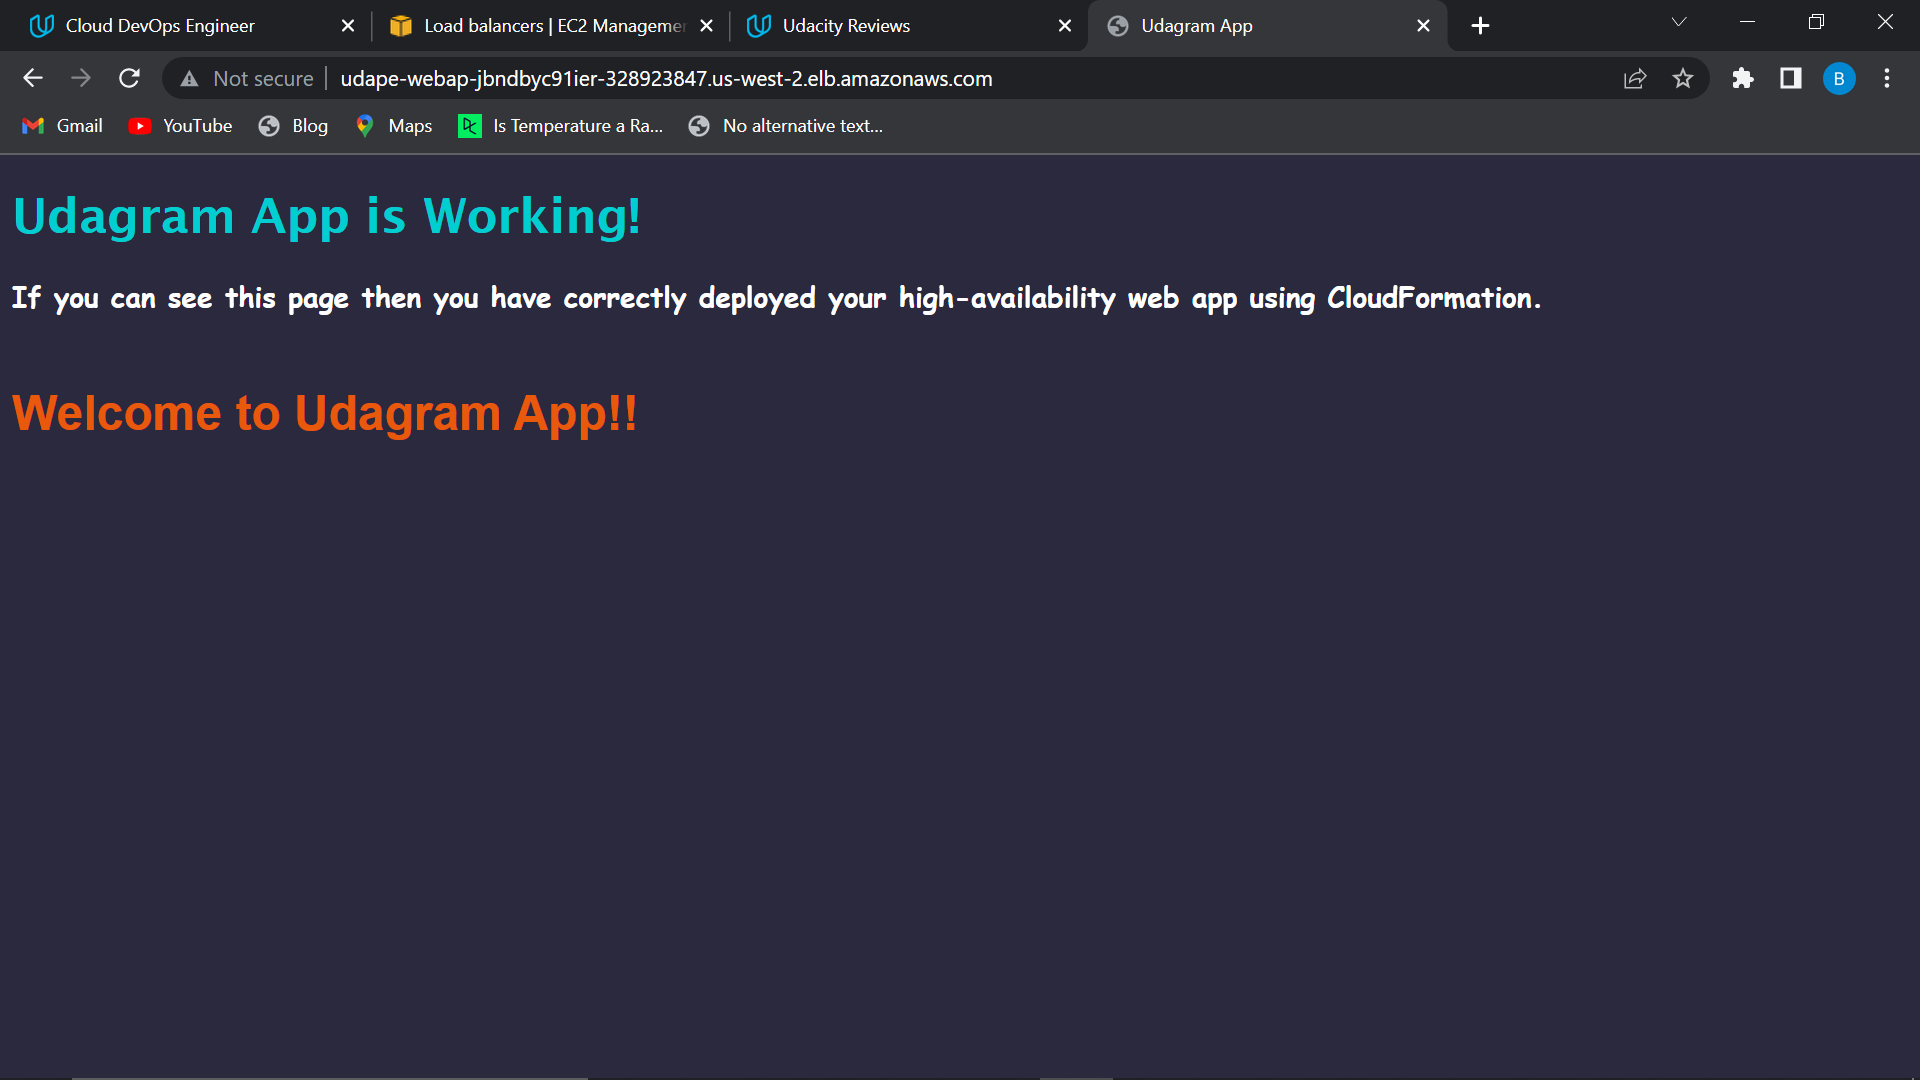 Cloud DevOps Engineer
Load balancers | EC2 Manageme
Udacity Reviews
Udagram App
Not secure
udape-webap-jbndbyc91ier-328923847.us-west-2.elb.amazonaws.com
B
Gmail
YouTube
Blog
Maps
Is Temperature a Ra...
No alternative text...
Udagram App is Working!
If you can see this page then you have correctly deployed your high-availability web app using CloudFormation.
Welcome to Udagram App!!